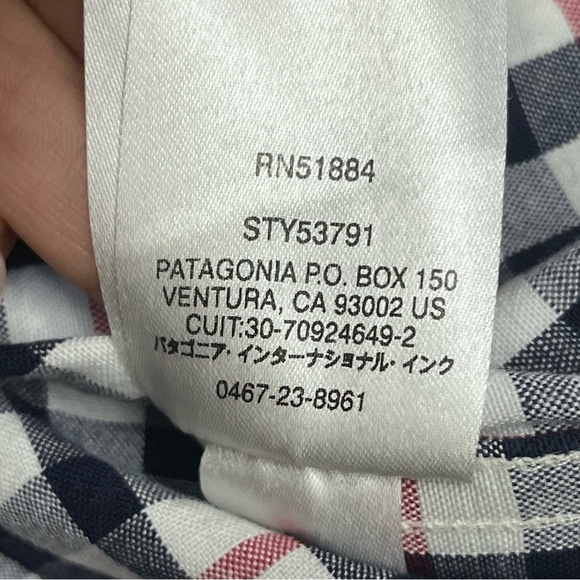 RN51884
STY53791
PATAGONIA P.O. BOX 150
VENTURA, CA 93002 US
CUIT:30-70924649-2
パタゴニア・インターナショナル・インク
0467-23-8961